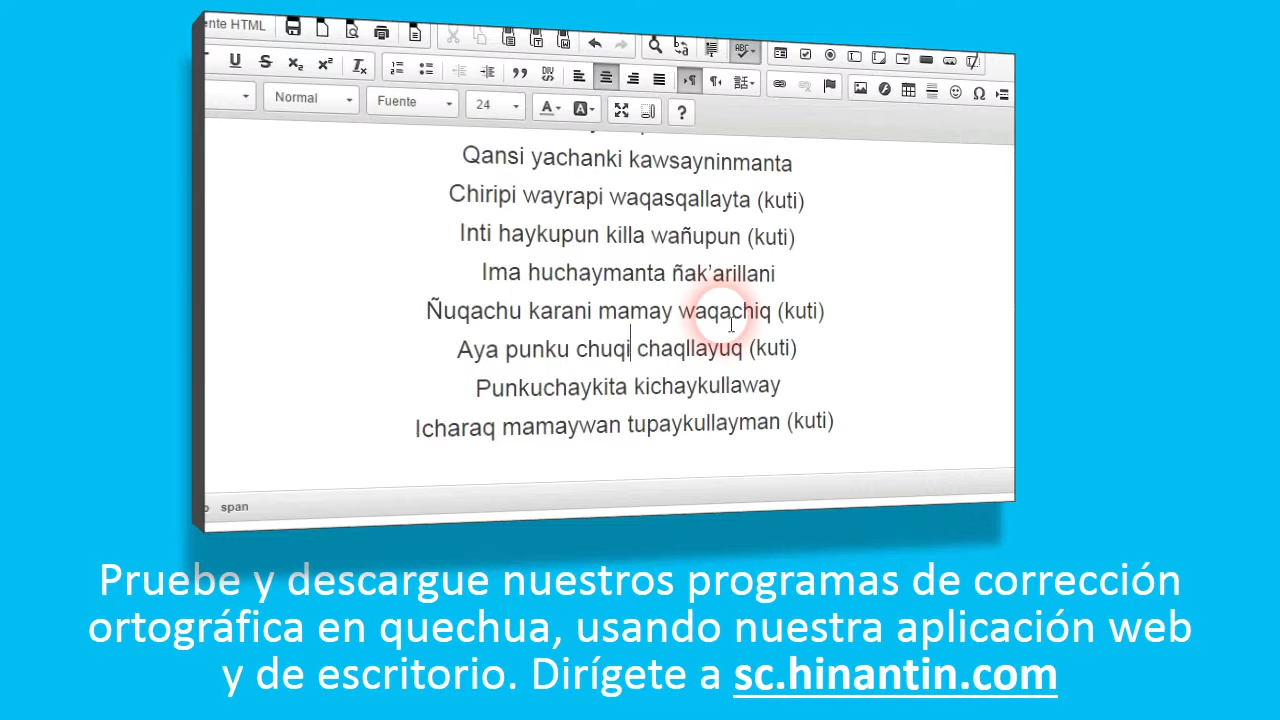 ente HTML
Normal Fuente 24
Qansi yachanki kawsayninmanta
Chiripi wayrapi waqasqallayta (kuti)
Inti haykupun killa wañupun (kuti)
Ima huchaymanta ñak’arillani
Ñuqachu karani mamay waqachiq (kuti)
Aya punku chuqi chaqllayuq (kuti)
Punkuchaykita kichaykullaway
Icharaq mamaywan tupaykullayman (kuti)
span
Pruebe y descargue nuestros programas de corrección
ortográfica en quechua, usando nuestra aplicación web
y de escritorio. Dirígete a sc.hinantin.com